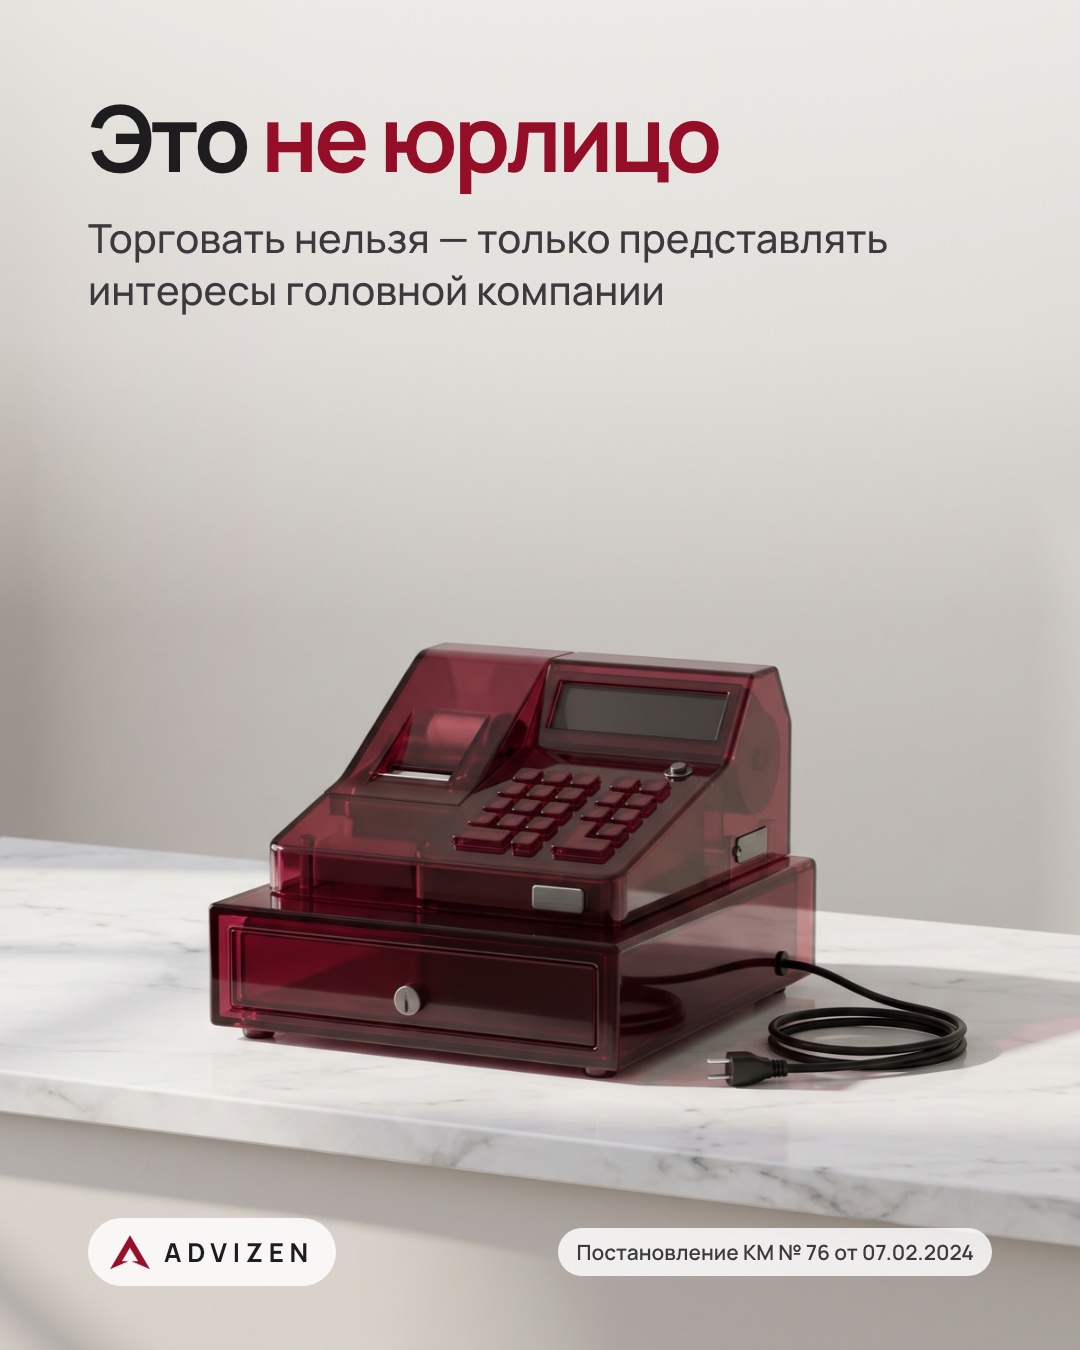 Это не юрлицо
Торговать нельзя — только представлять
интересы головной компании
ADVIZEN
Постановление КМ № 76 от 07.02.2024